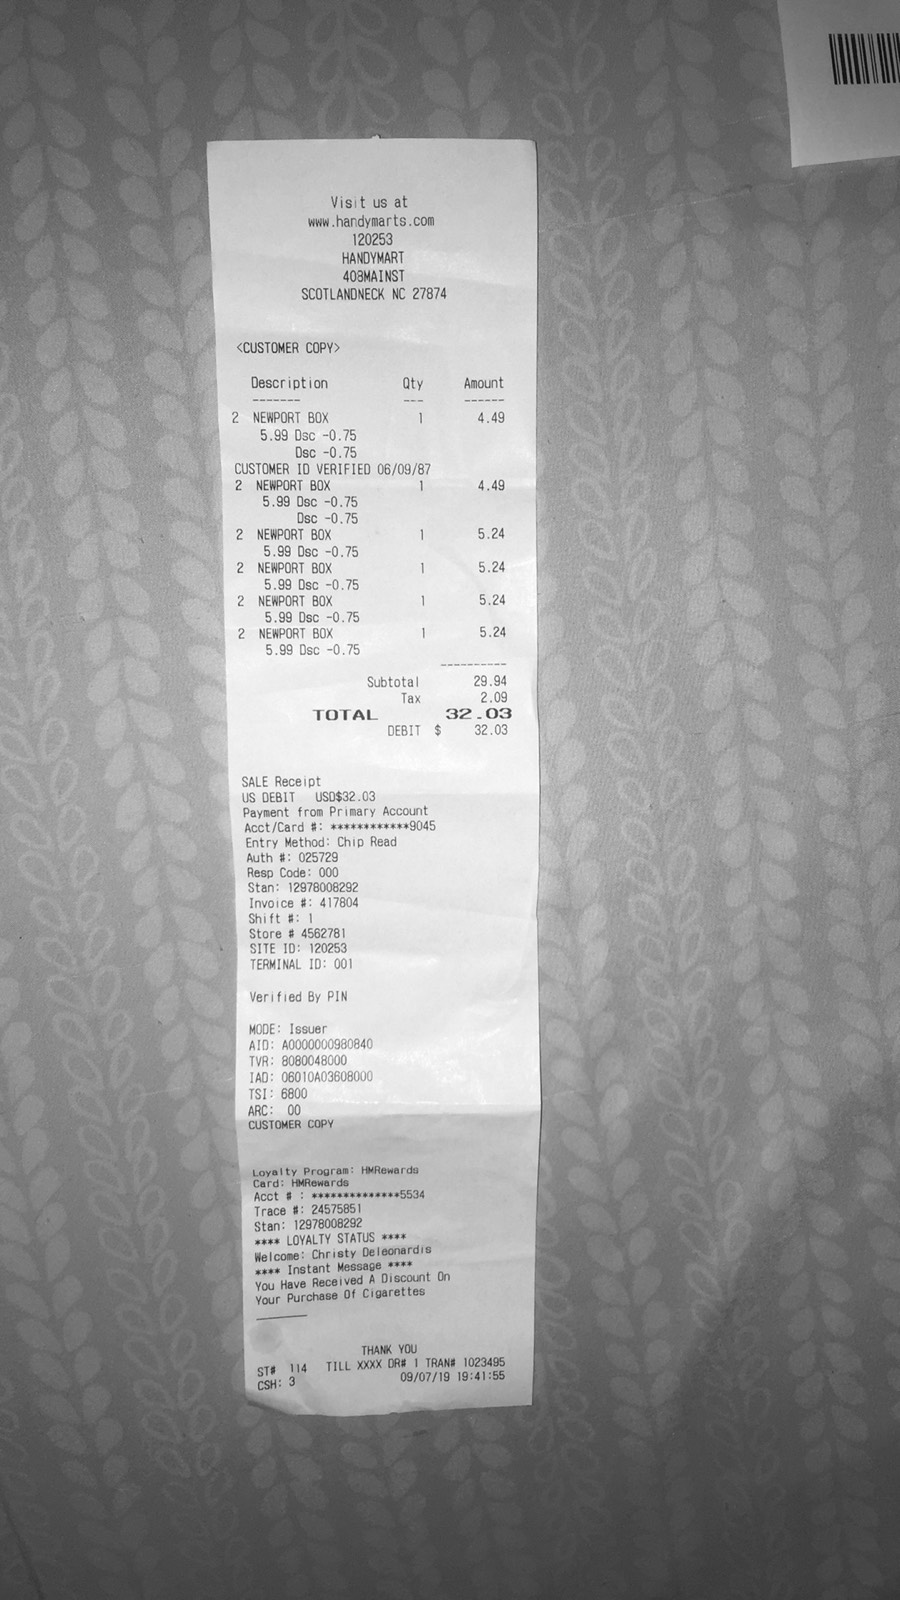 Visit us at
www.handymarts.com
120253
HANDYMART
408MAINST
SCOTLANDNECK NC 27874
<CUSTOMER COPY>
Description Qty Amount
------- --- ------
2 NEWPORT BOX 1 4.49
5.99 Dsc -0.75
Dsc -0.75
CUSTOMER ID VERIFIED 06/09/87
2 NEWPORT BOX 1 4.49
5.99 Dsc -0.75
Dsc -0.75
2 NEWPORT BOX 1 5.24
5.99 Dsc -0.75
2 NEWPORT BOX 1 5.24
5.99 Dsc -0.75
2 NEWPORT BOX 1 5.24
5.99 Dsc -0.75
2 NEWPORT BOX 1 5.24
5.99 Dsc -0.75
----------
Subtotal 29.94
Tax 2.09
TOTAL 32.03
DEBIT $ 32.03
SALE Receipt
US DEBIT USD$32.03
Payment from Primary Account
Acct/Card #: ************9045
Entry Method: Chip Read
Auth #: 025729
Resp Code: 000
Stan: 12978008292
Invoice #: 417804
Shift #: 1
Store # 4562781
SITE ID: 120253
TERMINAL ID: 001
Verified By PIN
MODE: Issuer
AID: A0000000980840
TVR: 8080048000
IAD: 06010A03608000
TSI: 6800
ARC: 00
CUSTOMER COPY
Loyalty Program: HMRewards
Card: HMRewards
Acct # : **************5534
Trace #: 24575851
Stan: 12978008292
**** LOYALTY STATUS ****
Welcome: Christy Deleonardis
**** Instant Message ****
You Have Received A Discount On
Your Purchase Of Cigarettes
THANK YOU
ST# 114 TILL XXXX DR# 1 TRAN# 1023495
CSH: 3 09/07/19 19:41:55